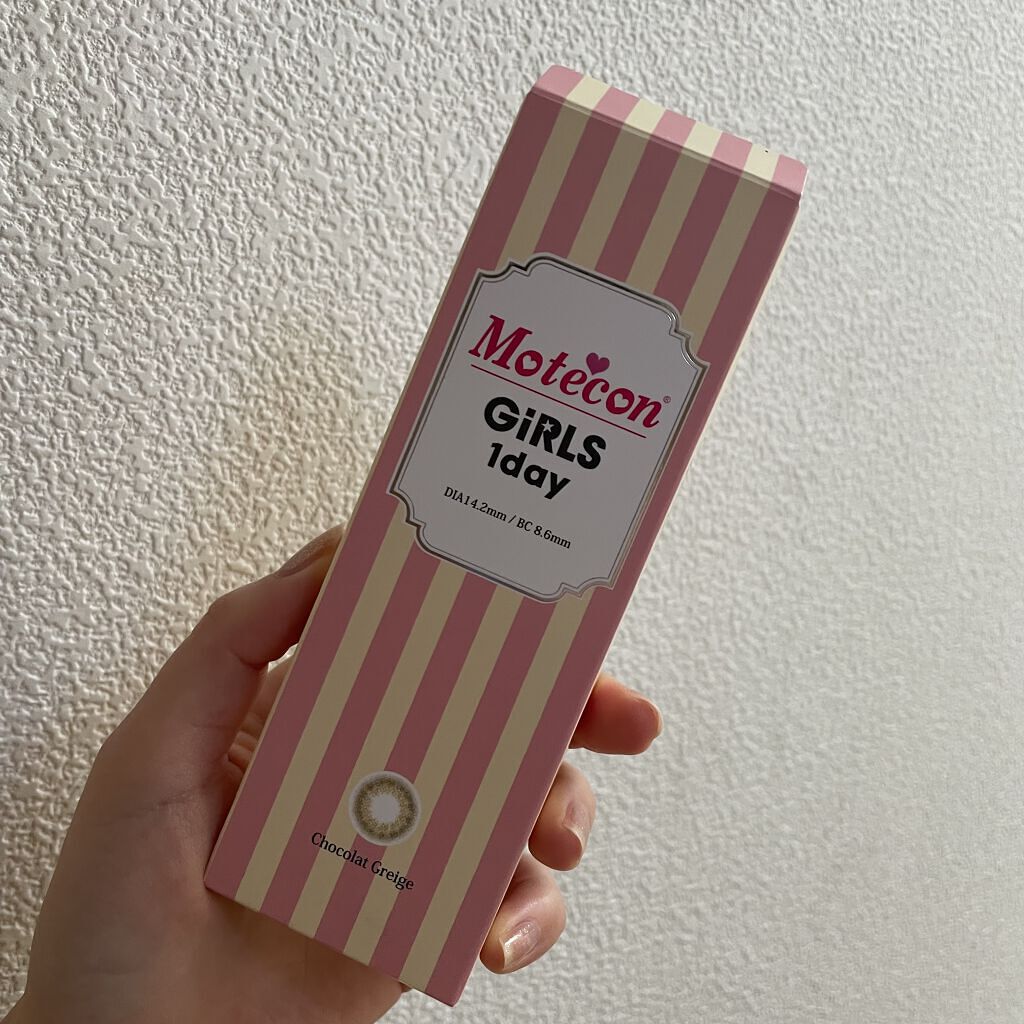 Motecon®
GiRLS
1day
DIA14.2mm / BC 8.6mm
Chocolat Greige